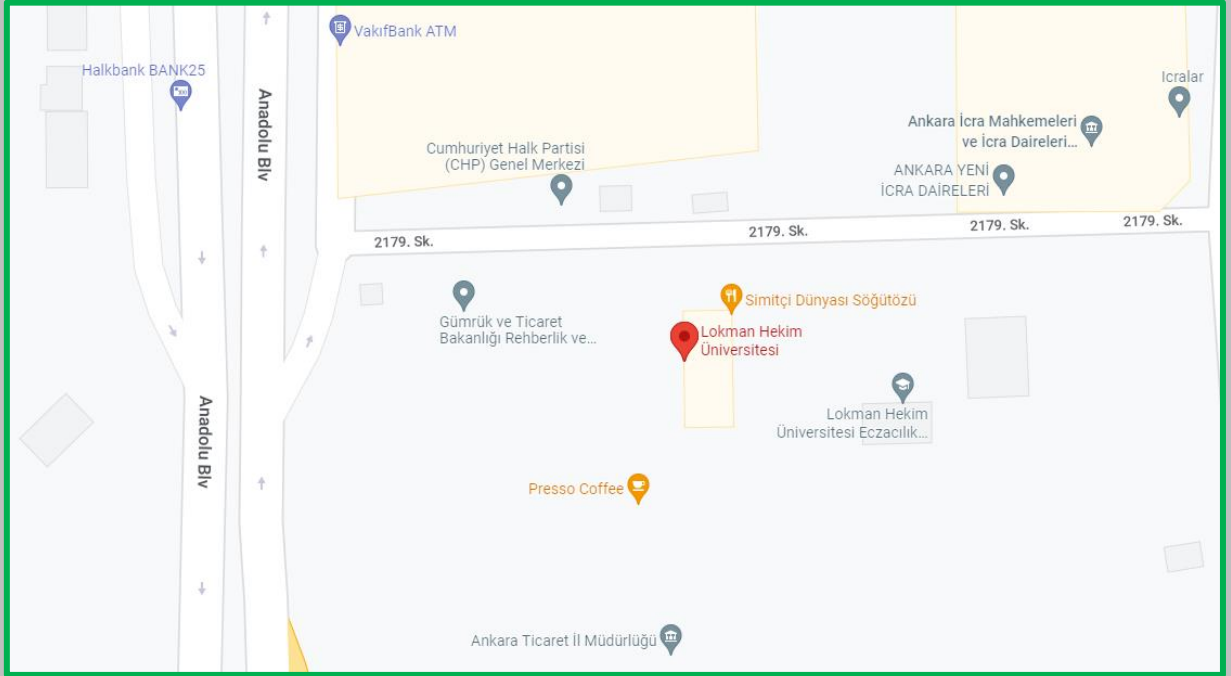 VakıfBank ATM
Halkbank BANK25
Icralar
Anadolu Blv
Ankara İcra Mahkemeleri
ve İcra Daireleri...
Cumhuriyet Halk Partisi
(CHP) Genel Merkezi
ANKARA YENİ
İCRA DAİRELERİ
2179. Sk.
2179. Sk.
2179. Sk.
2179. Sk.
Simitçi Dünyası Söğütözü
Gümrük ve Ticaret
Bakanlığı Rehberlik ve...
Lokman Hekim
Üniversitesi
Anadolu Blv
Lokman Hekim
Üniversitesi Eczacılık...
Presso Coffee
Ankara Ticaret İl Müdürlüğü